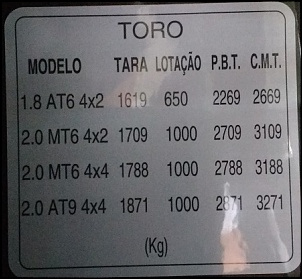 TORO
MODELO TARA LOTAÇÃO P.B.T. C.M.T.
1.8 AT6 4x2 1619 650 2269 2669
2.0 MT6 4x2 1709 1000 2709 3109
2.0 MT6 4x4 1788 1000 2788 3188
2.0 AT9 4x4 1871 1000 2871 3271
(Kg)